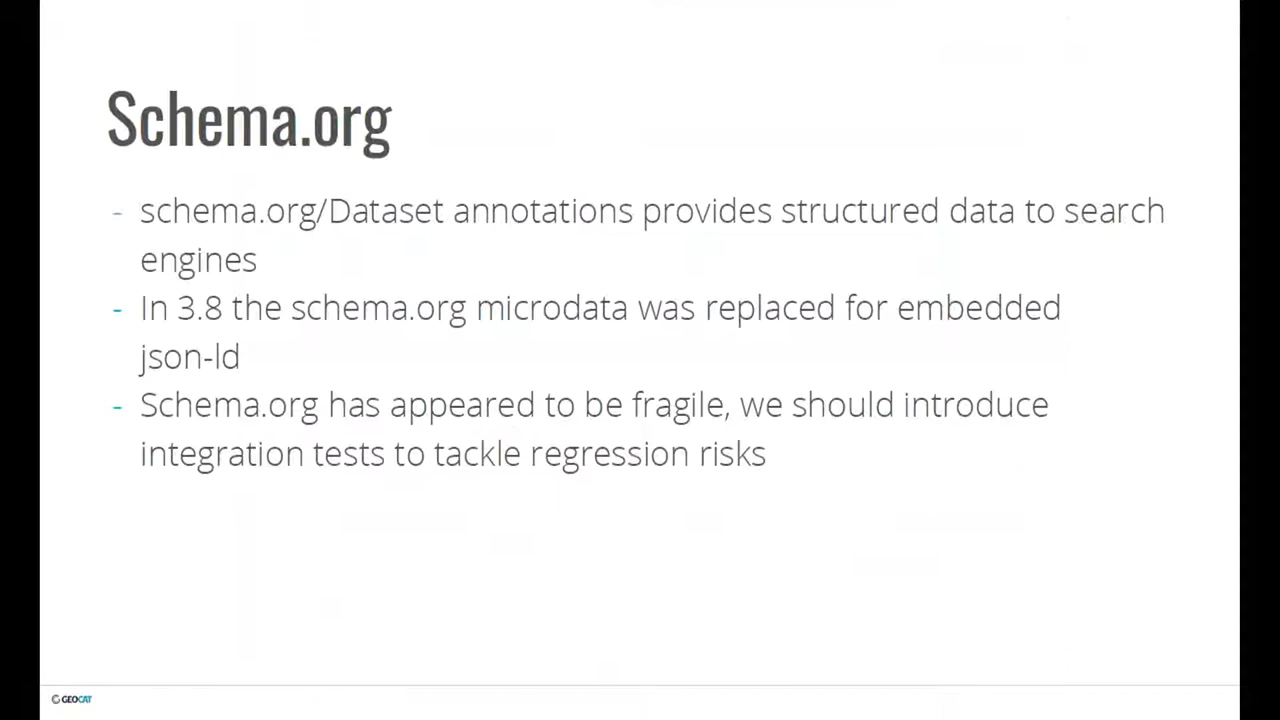 Schema.org
- schema.org/Dataset annotations provides structured data to search
engines
- In 3.8 the schema.org microdata was replaced for embedded
json-ld
- Schema.org has appeared to be fragile, we should introduce
integration tests to tackle regression risks
GEOCAT